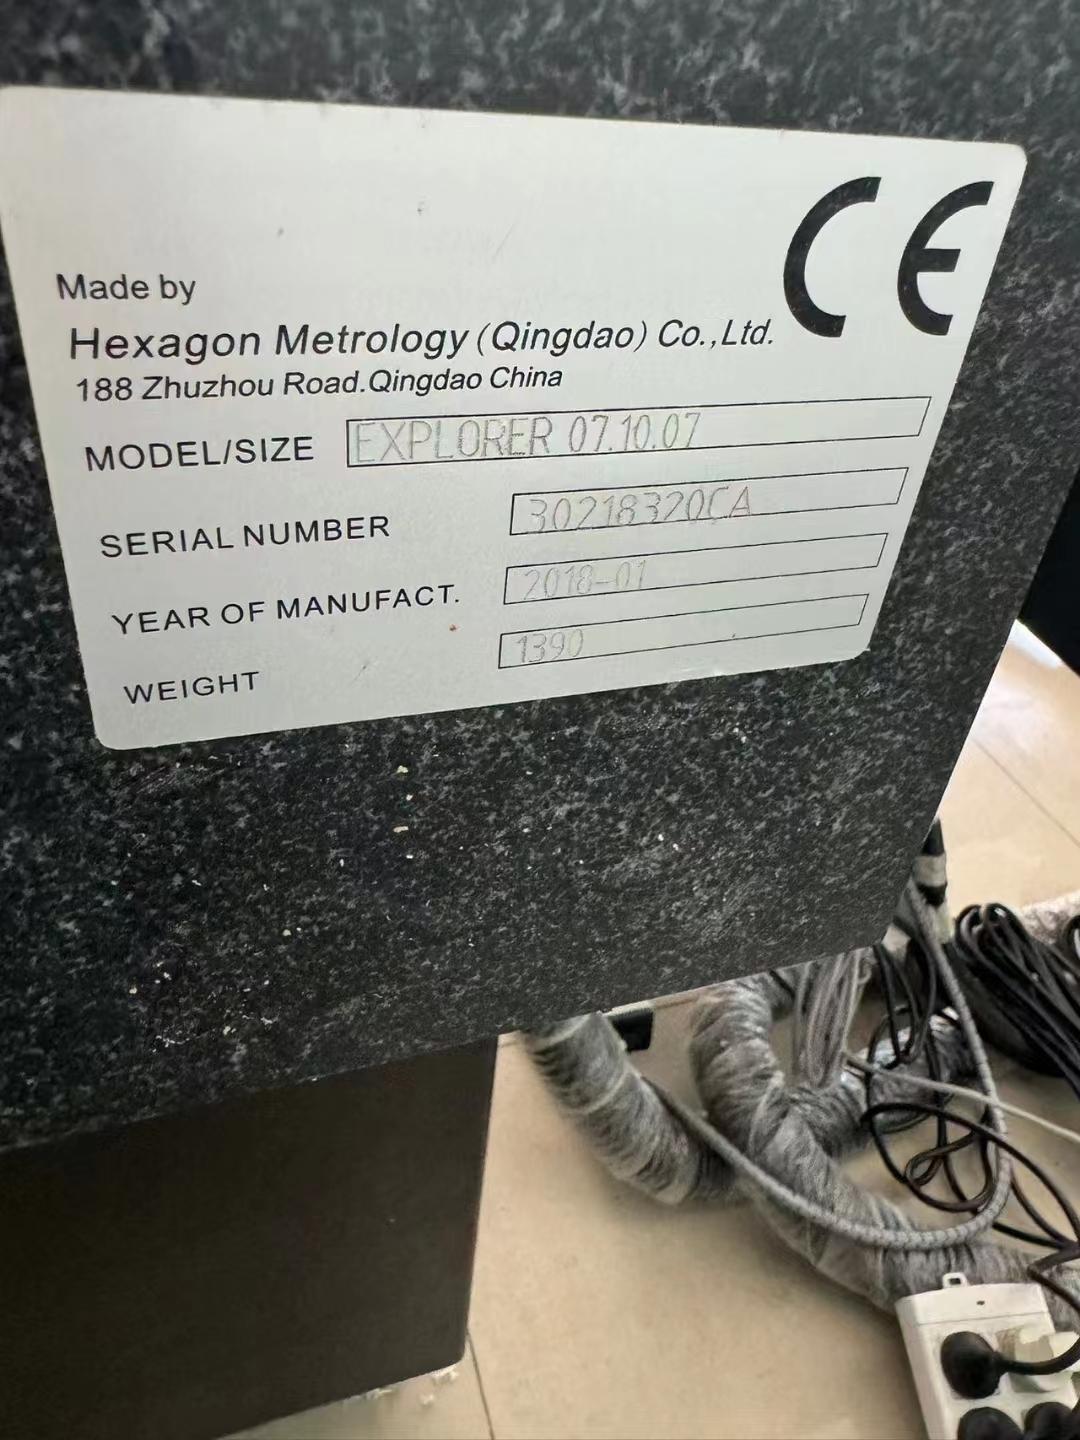 CE
Made by
Hexagon Metrology (Qingdao) Co.,Ltd.
188 Zhuzhou Road.Qingdao China
MODEL/SIZE EXPLORER 07.10.07
SERIAL NUMBER 30218320CA
YEAR OF MANUFACT. 2018-01
WEIGHT 1390